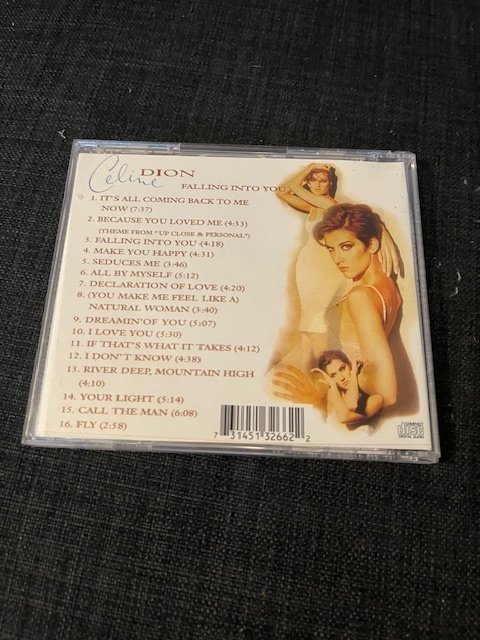 Celine DION
FALLING INTO YOU
1. IT'S ALL COMING BACK TO ME
NOW (7:37)
2. BECAUSE YOU LOVED ME (4:33)
(THEME FROM "UP CLOSE & PERSONAL")
3. FALLING INTO YOU (4:18)
4. MAKE YOU HAPPY (4:31)
5. SEDUCES ME (3:46)
6. ALL BY MYSELF (5:12)
7. DECLARATION OF LOVE (4:20)
8. (YOU MAKE ME FEEL LIKE A)
NATURAL WOMAN (3:40)
9. DREAMIN'OF YOU (5:07)
10. I LOVE YOU (5:30)
11. IF THAT'S WHAT IT TAKES (4:12)
12. I DON'T KNOW (4:38)
13. RIVER DEEP, MOUNTAIN HIGH
(4:10)
14. YOUR LIGHT (5:14)
15. CALL THE MAN (6:08)
16. FLY (2:58)
7 31451 32662 2
COMPACT
disc
DIGITAL AUDIO